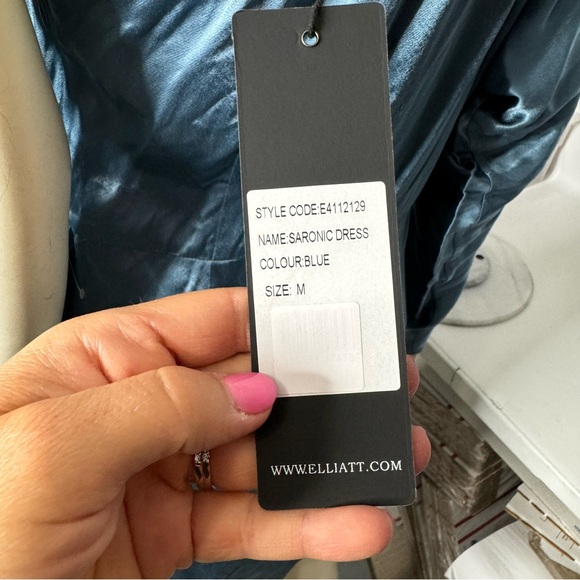 STYLE CODE:E4112129
NAME:SARONIC DRESS
COLOUR:BLUE
SIZE: M
WWW.ELLIATT.COM